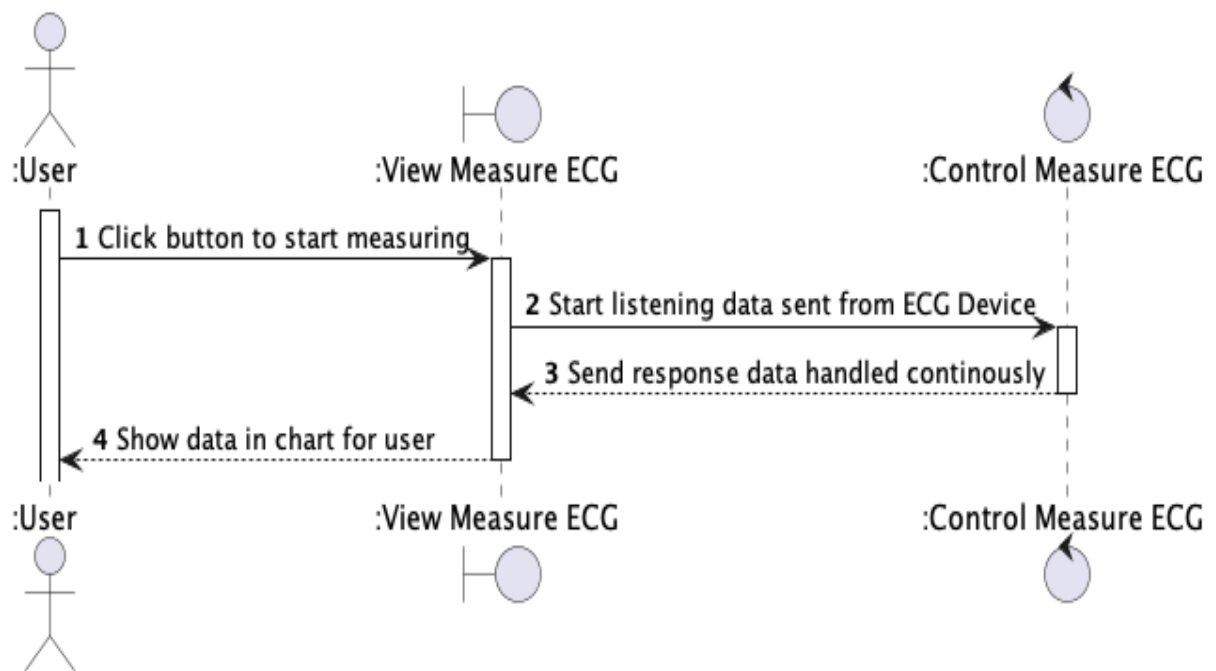 :User
:View Measure ECG
:Control Measure ECG
1 Click button to start measuring
2 Start listening data sent from ECG Device
3 Send response data handled continously
4 Show data in chart for user
:User
:View Measure ECG
:Control Measure ECG